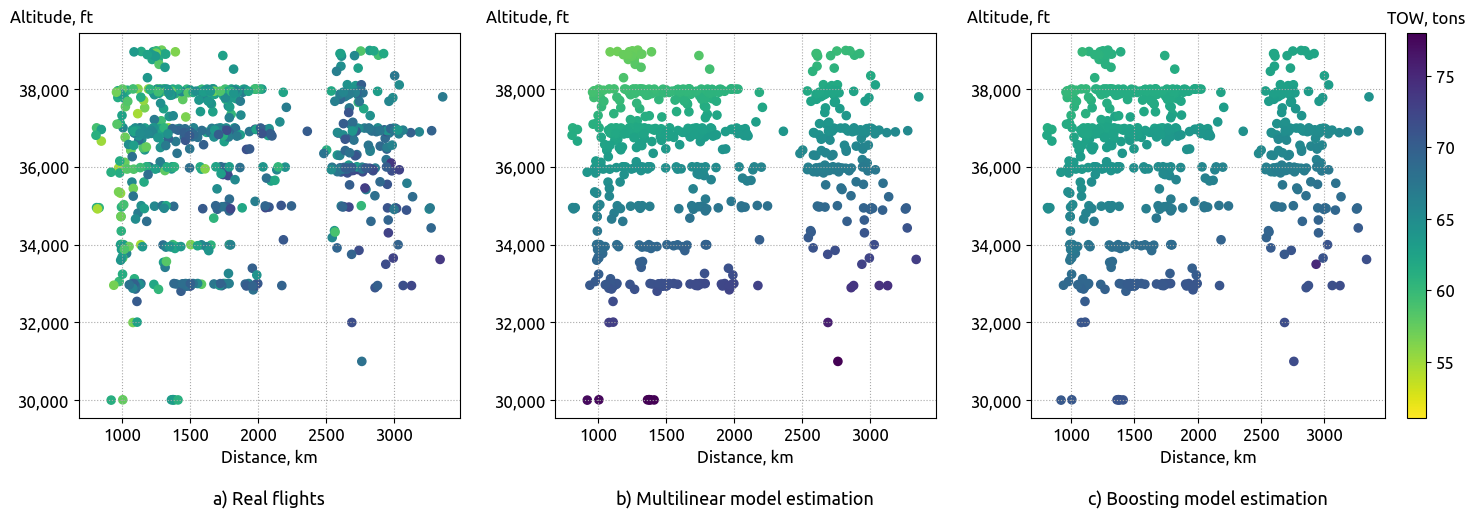 Altitude, ft
Altitude, ft
Altitude, ft
TOW, tons
38,000
36,000
34,000
32,000
30,000
1000 1500 2000 2500 3000
Distance, km
38,000
36,000
34,000
32,000
30,000
1000 1500 2000 2500 3000
Distance, km
38,000
36,000
34,000
32,000
30,000
1000 1500 2000 2500 3000
Distance, km
75
70
65
60
55
a) Real flights
b) Multilinear model estimation
c) Boosting model estimation